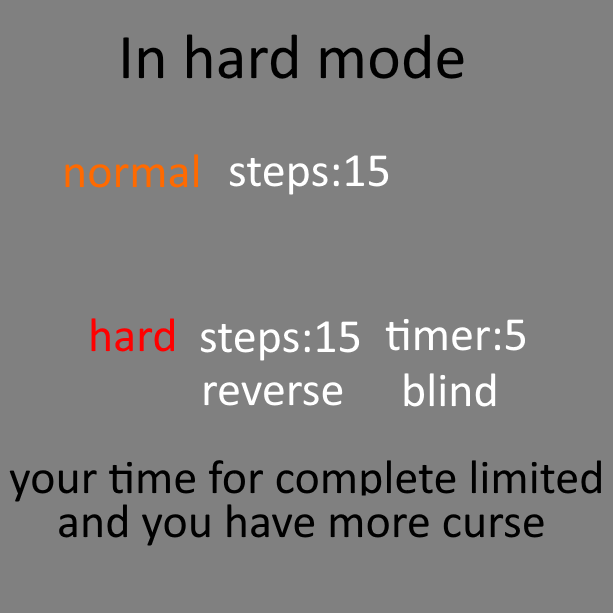 In hard mode
normal steps:15
hard steps:15 timer:5
reverse blind
your time for complete limited
and you have more curse